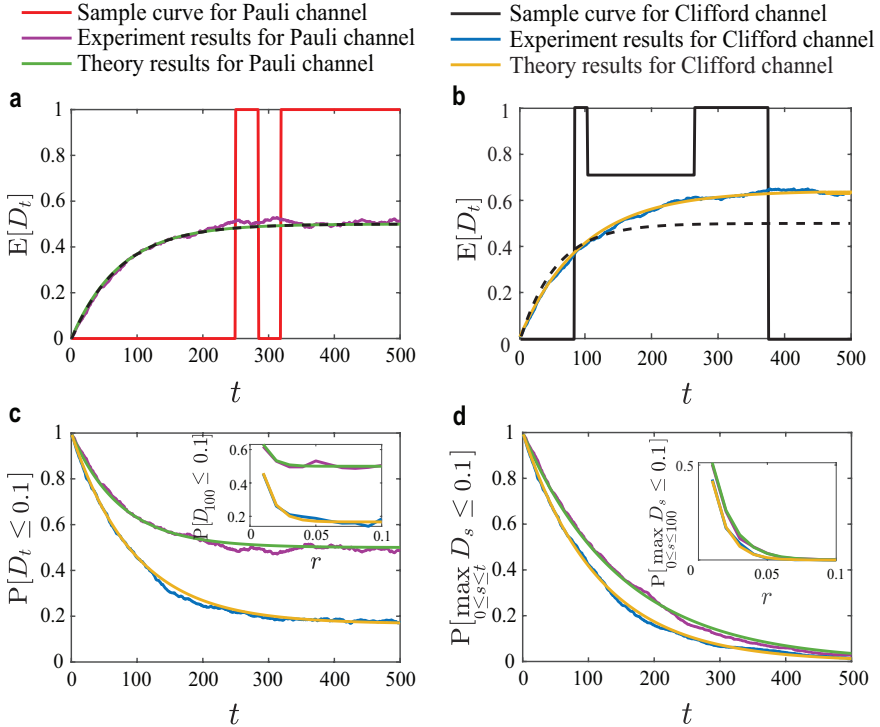 Sample curve for Pauli channel
Experiment results for Pauli channel
Theory results for Pauli channel
Sample curve for Clifford channel
Experiment results for Clifford channel
Theory results for Clifford channel
a
E[D_t]
1
0.8
0.6
0.4
0.2
0
0 100 200 300 400 500
t
b
E[D_t]
1
0.8
0.6
0.4
0.2
0
0 100 200 300 400 500
t
c
P[D_t ≤ 0.1]
1
0.8
0.6
0.4
0.2
0
0 100 200 300 400 500
t
P[D_100 ≤ 0.1]
0.6
0.4
0.2
0 0.05 0.1
r
d
P[max_{0≤s≤t} D_s ≤ 0.1]
1
0.8
0.6
0.4
0.2
0
0 100 200 300 400 500
t
P[max_{0≤s≤100} D_s ≤ 0.1]
0.5
0 0.05 0.1
r